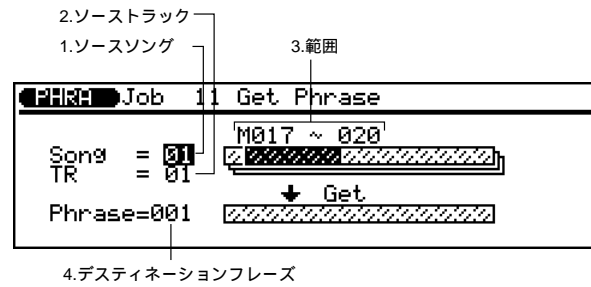 2.ソーストラック
1.ソースソング
3.範囲
PHRA Job 11 Get Phrase
M017 ~ 020
Song = 01
TR = 01
Get
Phrase=001
4.デスティネーションフレーズ